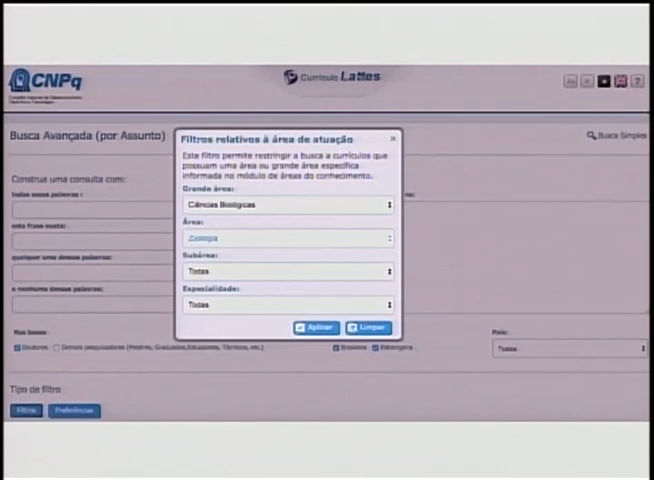 CNPq
Currículo Lattes
?
Busca Avançada (por Assunto)
Busca Simples
Filtros relativos à área de atuação
×
Este filtro permite restringir a busca a currículos que
possuam uma área ou grande área específica
informada no módulo de áreas do conhecimento.
Construa uma consulta com:
todas essas palavras :
Grande área:
Ciências Biológicas
esta frase exata:
Área:
Zoologia
qualquer uma dessas palavras:
Subárea:
Todas
e nenhuma dessas palavras:
Especialidade:
Todas
Aplicar
Limpar
Nas bases:
País:
Doutores
Demais pesquisadores (Mestres, Graduados, Estudantes, Técnicos, etc.)
Brasileira
Estrangeira
Todas
Tipo de filtro
Filtros
Preferências